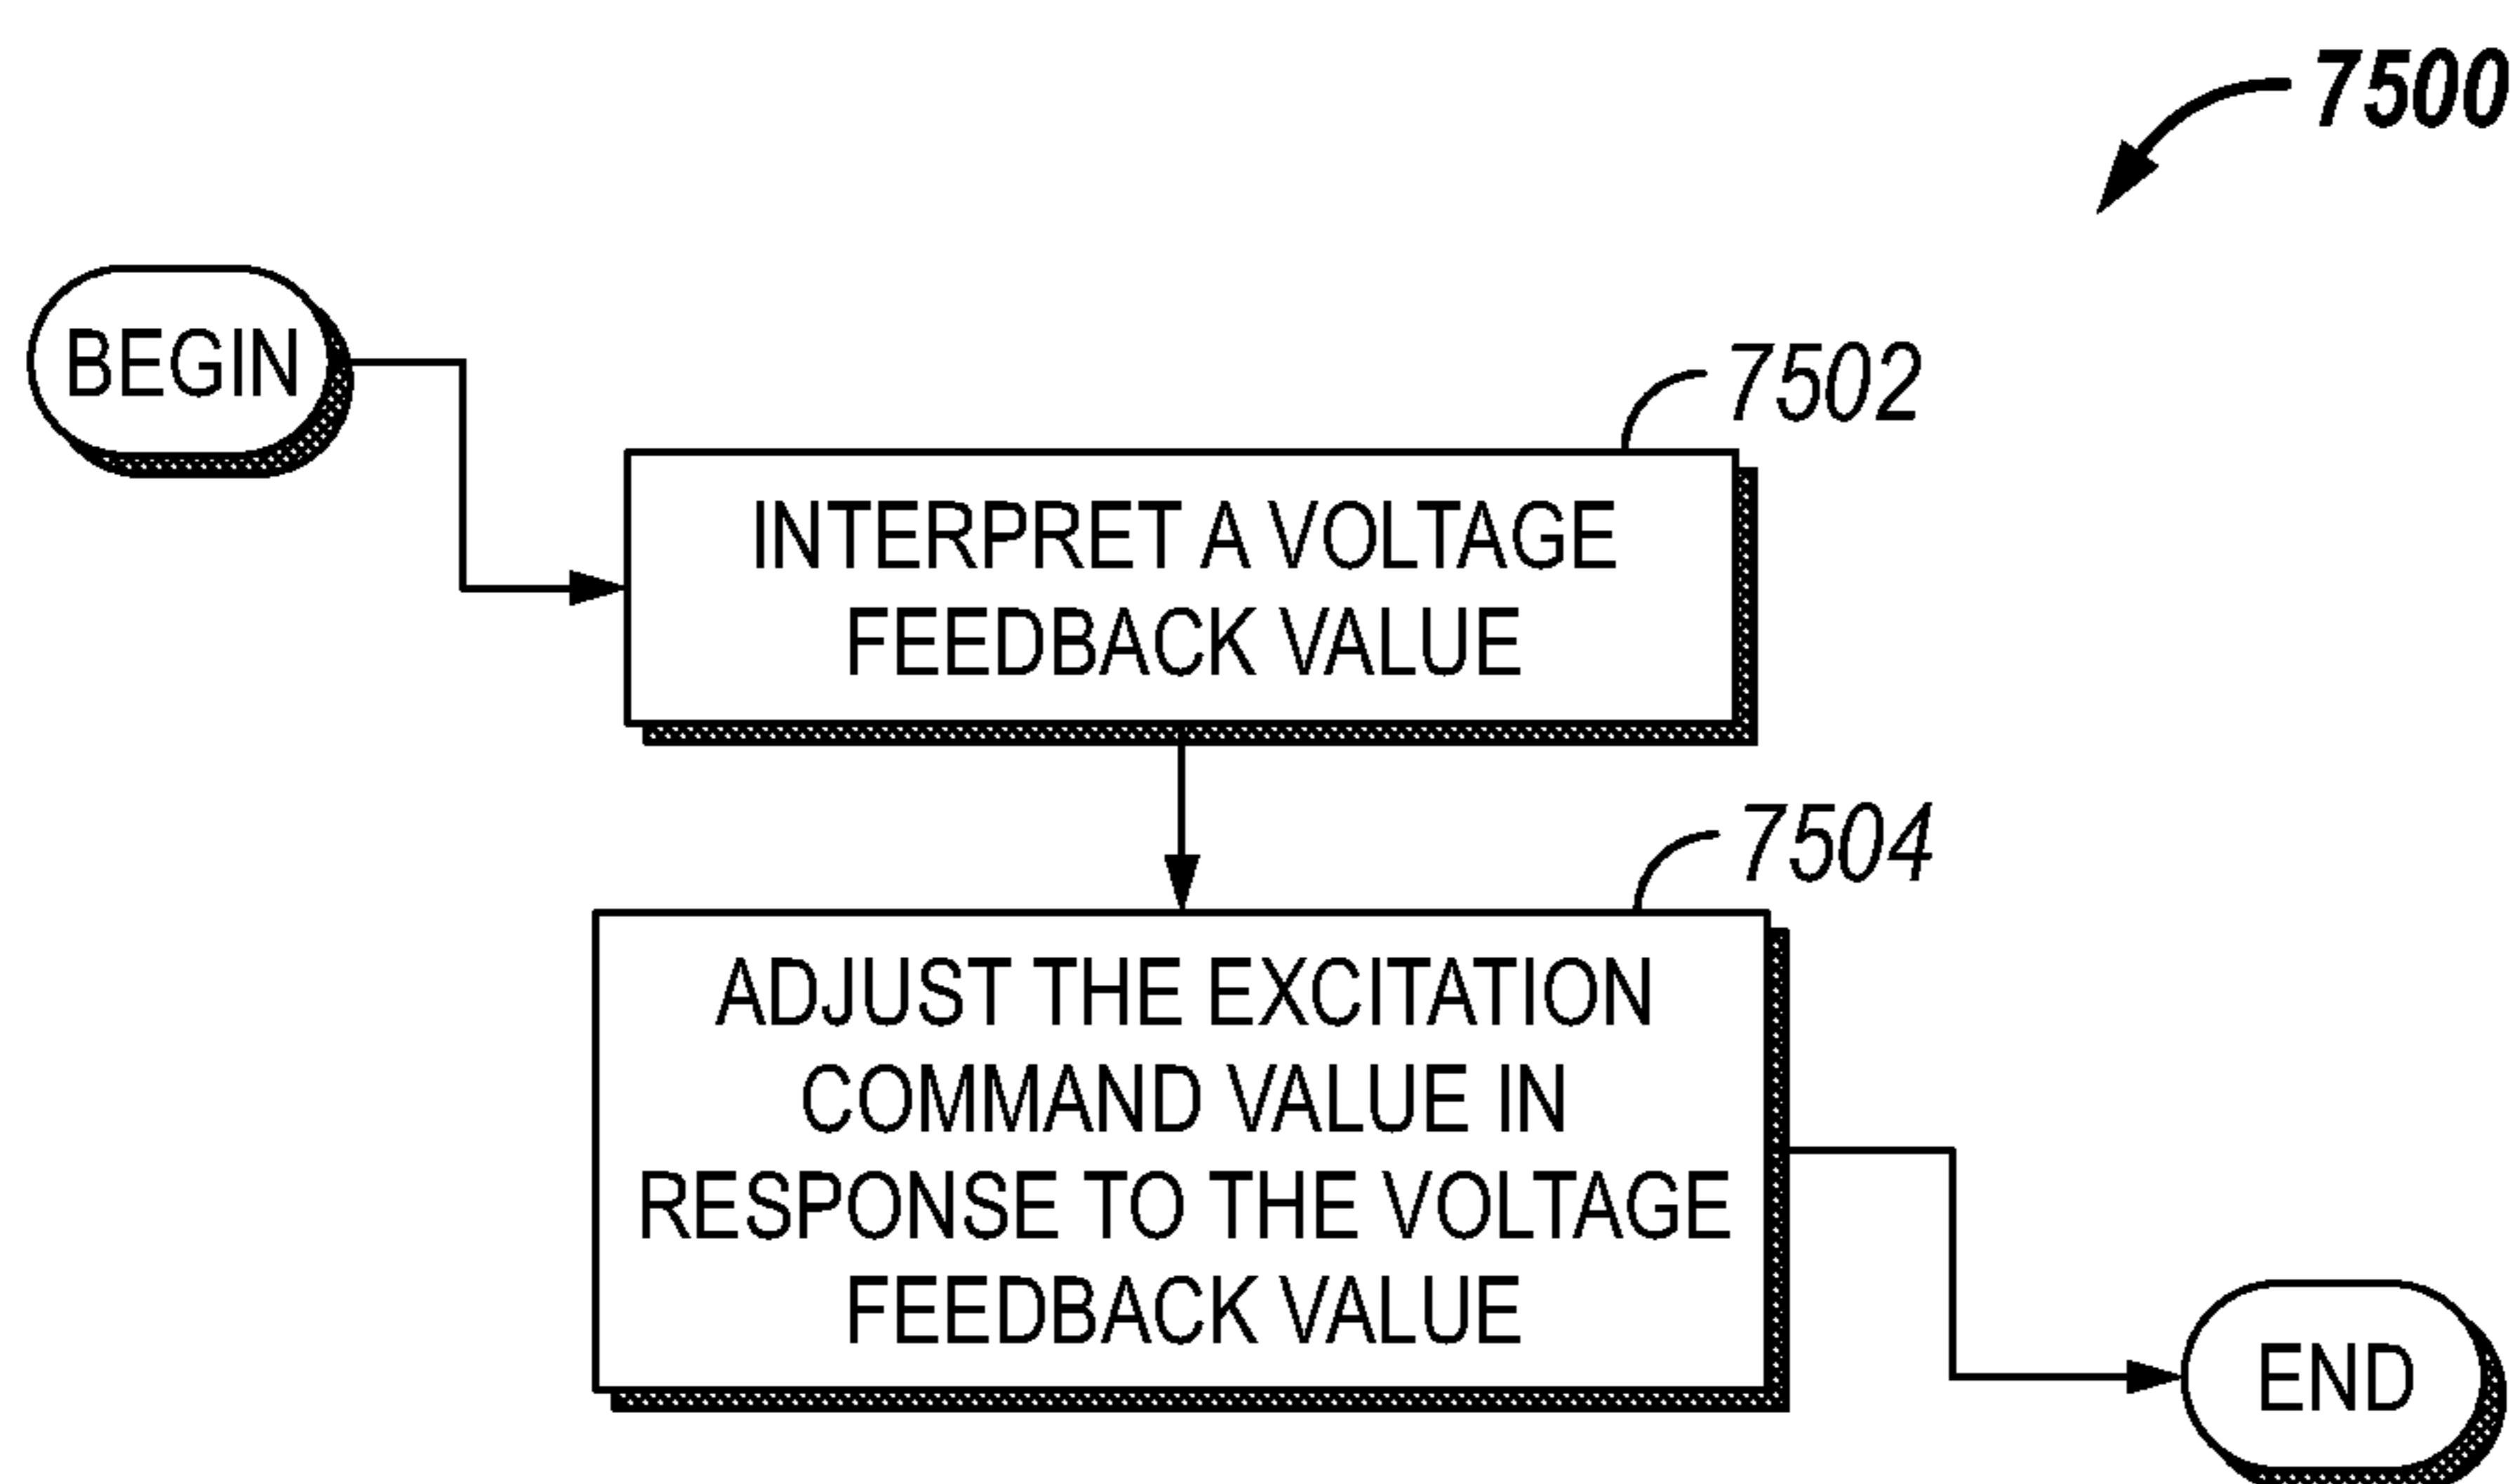 7500
BEGIN
7502
INTERPRET A VOLTAGE
FEEDBACK VALUE
7504
ADJUST THE EXCITATION
COMMAND VALUE IN
RESPONSE TO THE VOLTAGE
FEEDBACK VALUE
END